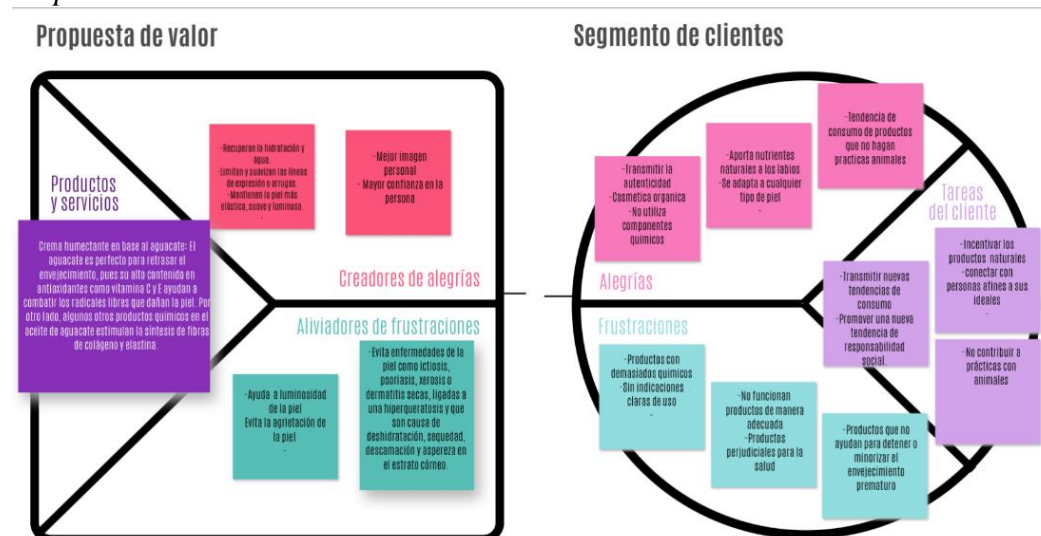 Propuesta de valor
Productos
y servicios
Crema humectante en base al aguacate: El
aguacate es perfecto para retrasar el
envejecimiento, pues su alto contenido en
antioxidantes como vitamina C y E ayudan a
combatir los radicales libres que dañan la piel. Por
otro lado, algunos otros productos químicos en el
aceite de aguacate estimulan la síntesis de fibras
de colágeno y elastina.
-Recuperan la hidratación y
agua.
-Limitan y suavizan las líneas
de expresión o arrugas.
-Mantienen la piel más
elástica, suave y luminosa.
-
-Mejor imagen
personal
- Mayor confianza en la
persona
Creadores de alegrías
Aliviadores de frustraciones
-Ayuda a luminosidad
de la piel
Evita la agrietación de
la piel
-
-Evita enfermedades de la
piel como ictiosis,
psoriasis, xerosis o
dermatitis secas, ligadas a
una hiperqueratosis y que
son causa de
deshidratación, sequedad,
descamación y aspereza en
el estrato córneo.
Segmento de clientes
-Transmitir la
autenticidad
-Cosmetica organica
-No utiliza
componentes
quimicos
-Aporta nutrientes
naturales a los labios
-Se adapta a cualquier
tipo de piel
-
-Tendencia de
consumo de productos
que no hagan
practicas animales
Alegrías
Tareas
del cliente
-Transmitir nuevas
tendencias de
consumo
-Promover una nueva
tendencia de
responsabilidad
social.
-Incentivar los
productos naturales
-conectar con
personas afines a sus
ideales
-
-No contribuir a
prácticas con
animales
Frustraciones
-Productos con
demasiados quimicos
-Sin indicaciones
claras de uso
-
-No funcionan
productos de manera
adecuada
-Productos
perjudiciales para la
salud
-Productos que no
ayudan para detener o
minorizar el
envejecimiento
prematuro